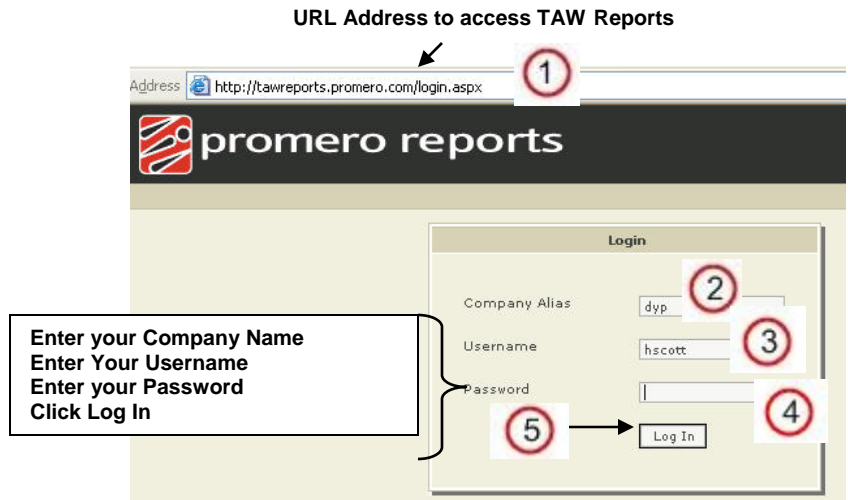 URL Address to access TAW Reports
Address http://tawreports.promero.com/login.aspx
1
promero reports
Login
Company Alias dyp 2
Username hscott 3
Password 4
5 Log In
Enter your Company Name
Enter Your Username
Enter your Password
Click Log In